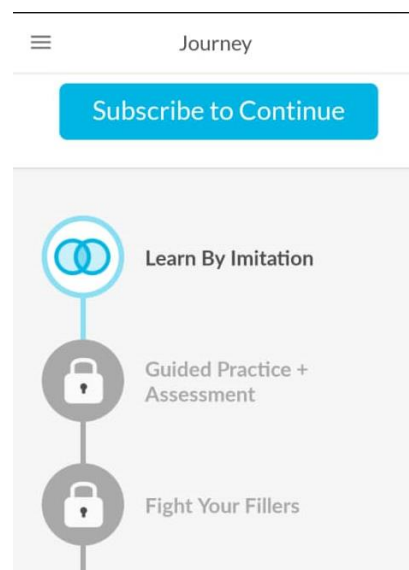 Journey
Subscribe to Continue
Learn By Imitation
Guided Practice +
Assessment
Fight Your Fillers